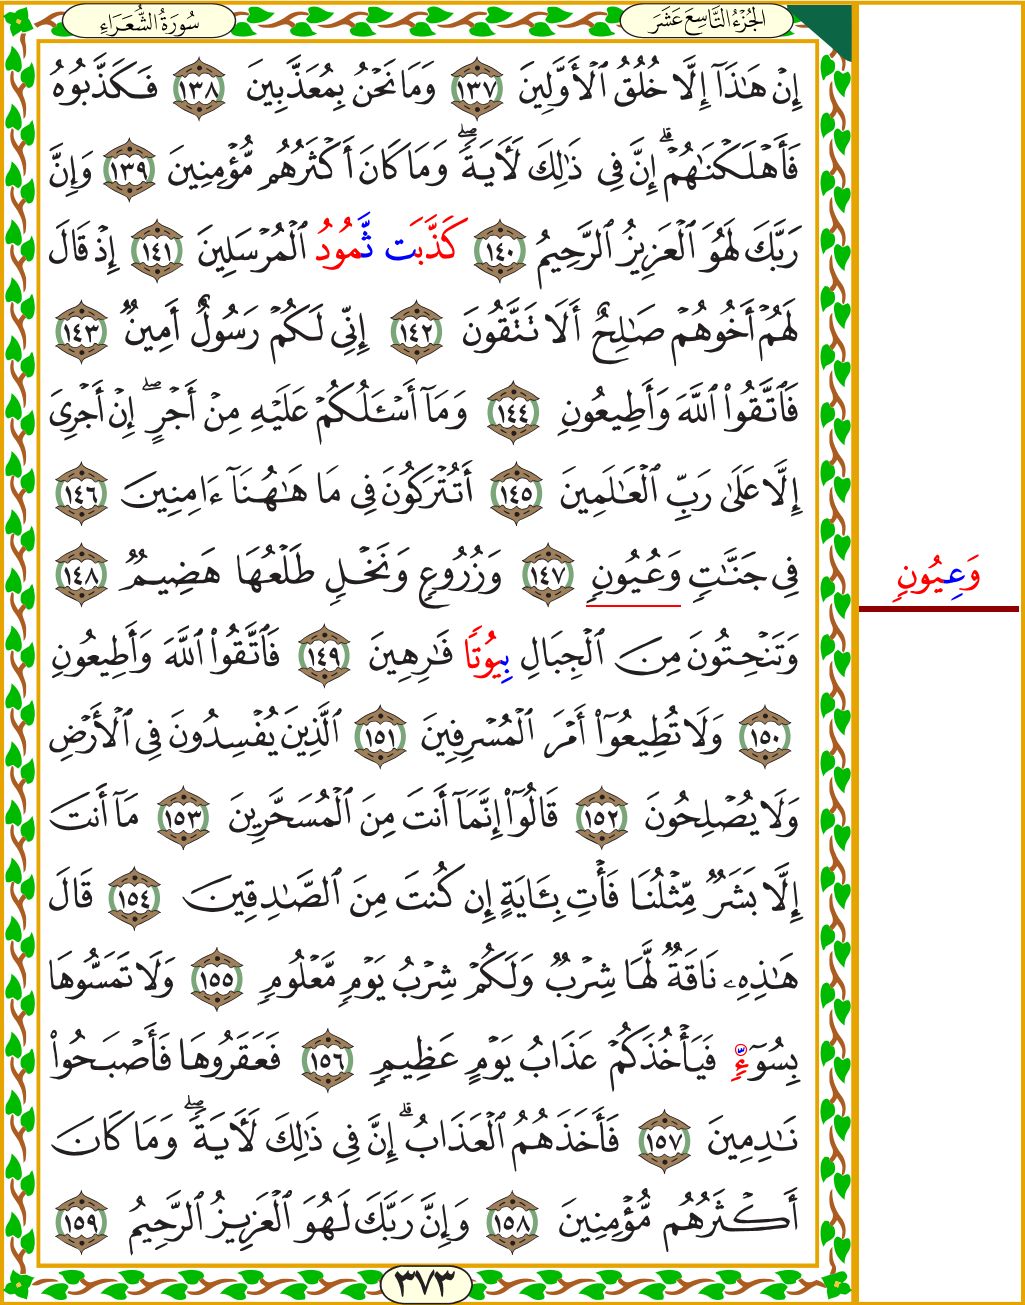 الجُزْءُ التَّاسِعَ عَشَرَ
سُورَةُ الشُّعَرَاءِ
إِنْ هَٰذَآ إِلَّا خُلُقُ ٱلْأَوَّلِينَ ١٣٧ وَمَا نَحْنُ بِمُعَذَّبِينَ ١٣٨ فَكَذَّبُوهُ
فَأَهْلَكْنَٰهُمْ ۗ إِنَّ فِى ذَٰلِكَ لَأٓيَةً ۖ وَمَا كَانَ أَكْثَرُهُم مُّؤْمِنِينَ ١٣٩ وَإِنَّ
رَبَّكَ لَهُوَ ٱلْعَزِيزُ ٱلرَّحِيمُ ١٤٠ كَذَّبَت ثَّمُودُ ٱلْمُرْسَلِينَ ١٤١ إِذْ قَالَ
لَهُمْ أَخُوهُمْ صَٰلِحٌ أَلَا تَتَّقُونَ ١٤٢ إِنِّى لَكُمْ رَسُولٌ أَمِينٌ ١٤٣
فَٱتَّقُوا۟ ٱللَّهَ وَأَطِيعُونِ ١٤٤ وَمَآ أَسْـَٔلُكُمْ عَلَيْهِ مِنْ أَجْرٍ ۖ إِنْ أَجْرِىَ
إِلَّا عَلَىٰ رَبِّ ٱلْعَٰلَمِينَ ١٤٥ أَتُتْرَكُونَ فِى مَا هَٰهُنَآ ءَامِنِينَ ١٤٦
فِى جَنَّٰتٍ وَعُيُونٍ ١٤٧ وَزُرُوعٍ وَنَخْلٍ طَلْعُهَا هَضِيمٌ ١٤٨
وَعِيُونٍ
وَتَنْحِتُونَ مِنَ ٱلْجِبَالِ بِيُوتًا فَٰرِهِينَ ١٤٩ فَٱتَّقُوا۟ ٱللَّهَ وَأَطِيعُونِ
١٥٠ وَلَا تُطِيعُوٓا۟ أَمْرَ ٱلْمُسْرِفِينَ ١٥١ ٱلَّذِينَ يُفْسِدُونَ فِى ٱلْأَرْضِ
وَلَا يُصْلِحُونَ ١٥٢ قَالُوٓا۟ إِنَّمَآ أَنتَ مِنَ ٱلْمُسَحَّرِينَ ١٥٣ مَآ أَنتَ
إِلَّا بَشَرٌ مِّثْلُنَا فَأْتِ بِـَٔايَةٍ إِن كُنتَ مِنَ ٱلصَّٰدِقِينَ ١٥٤ قَالَ
هَٰذِهِۦ نَاقَةٌ لَّهَا شِرْبٌ وَلَكُمْ شِرْبُ يَوْمٍ مَّعْلُومٍ ١٥٥ وَلَا تَمَسُّوهَا
بِسُوٓءٍ فَيَأْخُذَكُمْ عَذَابُ يَوْمٍ عَظِيمٍ ١٥٦ فَعَقَرُوهَا فَأَصْبَحُوا۟
نَٰدِمِينَ ١٥٧ فَأَخَذَهُمُ ٱلْعَذَابُ ۗ إِنَّ فِى ذَٰلِكَ لَأٓيَةً ۖ وَمَا كَانَ
أَكْثَرُهُم مُّؤْمِنِينَ ١٥٨ وَإِنَّ رَبَّكَ لَهُوَ ٱلْعَزِيزُ ٱلرَّحِيمُ ١٥٩
٣٧٣